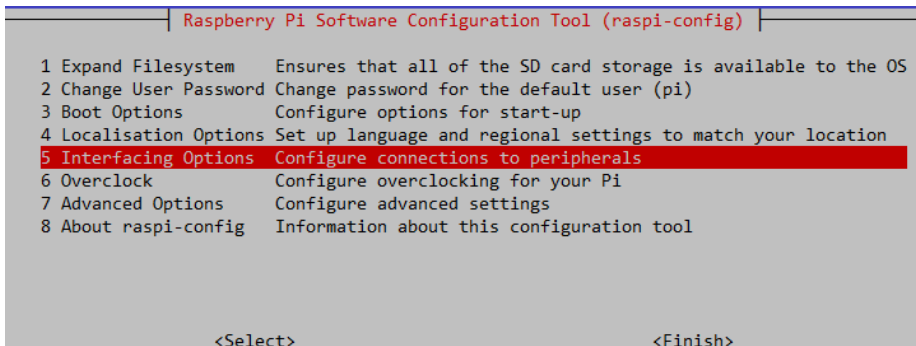 Raspberry Pi Software Configuration Tool (raspi-config)
1 Expand Filesystem Ensures that all of the SD card storage is available to the OS
2 Change User Password Change password for the default user (pi)
3 Boot Options Configure options for start-up
4 Localisation Options Set up language and regional settings to match your location
5 Interfacing Options Configure connections to peripherals
6 Overclock Configure overclocking for your Pi
7 Advanced Options Configure advanced settings
8 About raspi-config Information about this configuration tool
<Select> <Finish>